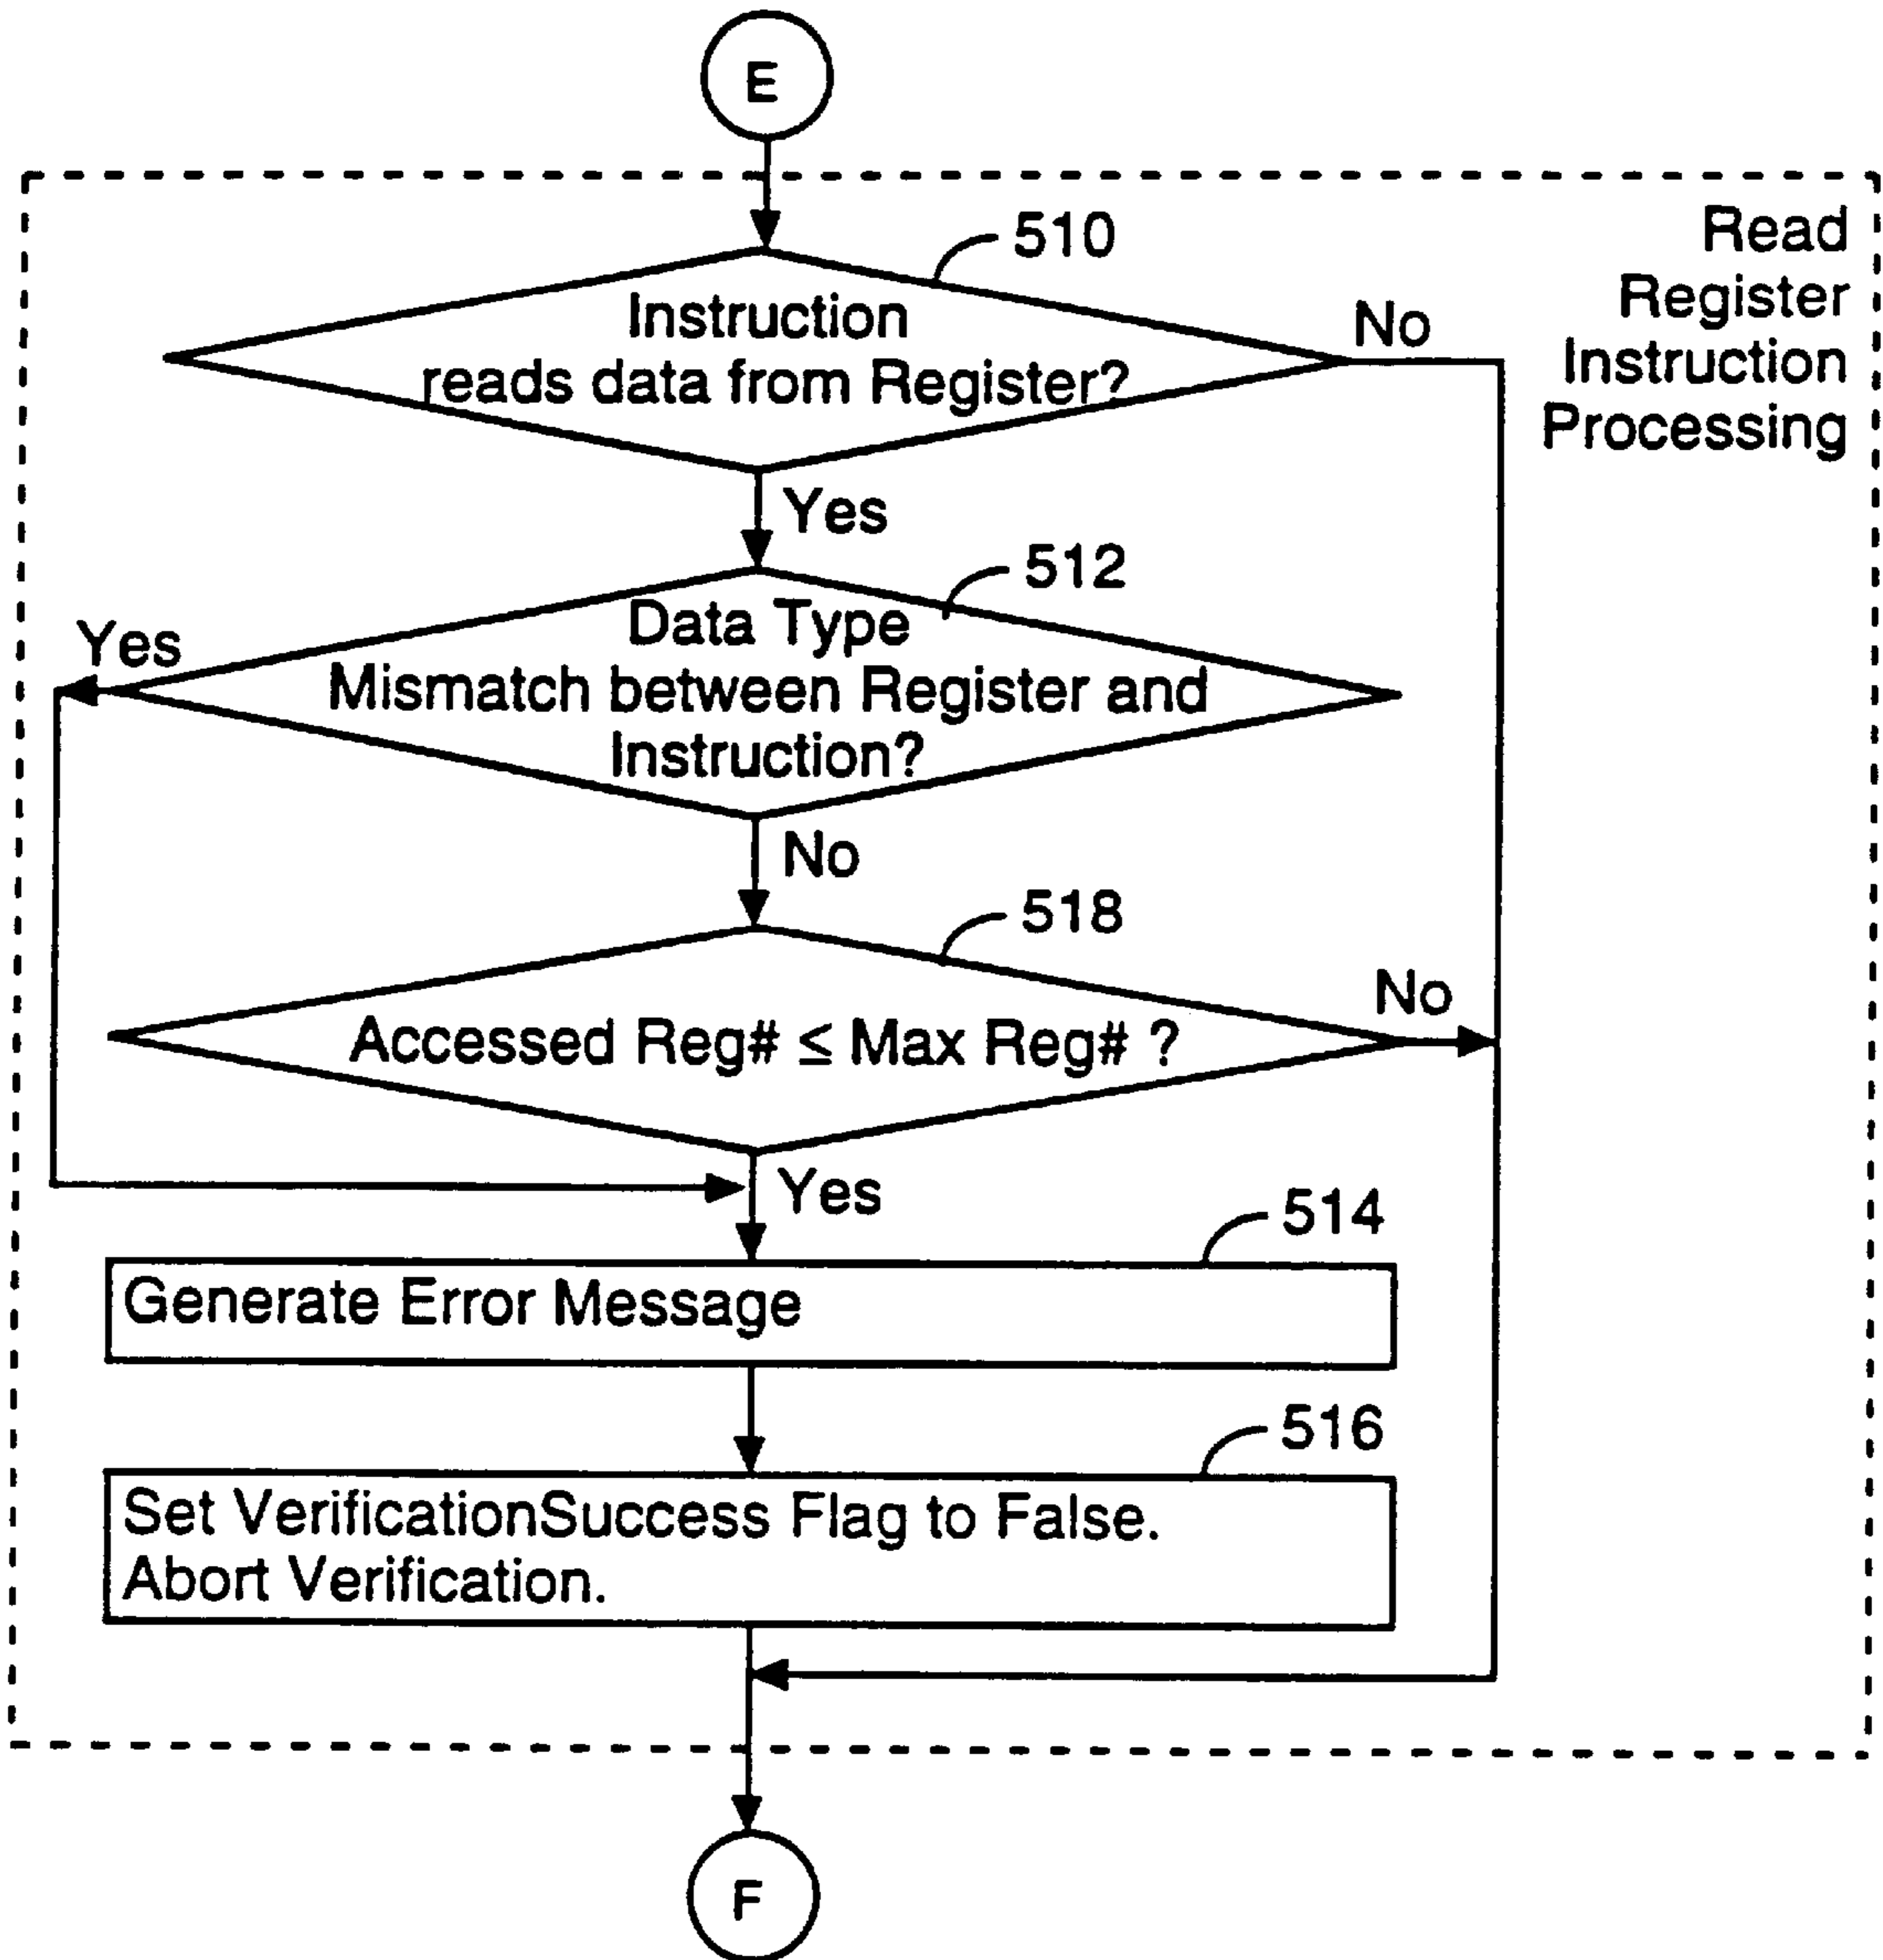 E
Read
Register
Instruction
Processing
510
Instruction
reads data from Register?
No
Yes
512
Data Type
Mismatch between Register and
Instruction?
Yes
No
518
Accessed Reg# ≤ Max Reg# ?
No
Yes
514
Generate Error Message
516
Set VerificationSuccess Flag to False.
Abort Verification.
F